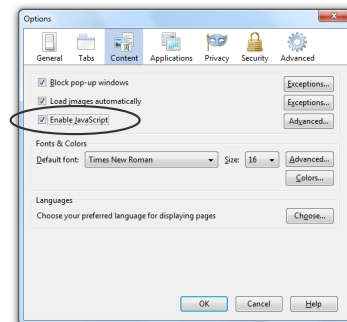 Options
General Tabs Content Applications Privacy Security Advanced
Block pop-up windows Exceptions...
Load images automatically Exceptions...
Enable JavaScript Advanced...
Fonts & Colors
Default font: Times New Roman Size: 16 Advanced...
Colors...
Languages
Choose your preferred language for displaying pages Choose...
OK Cancel Help